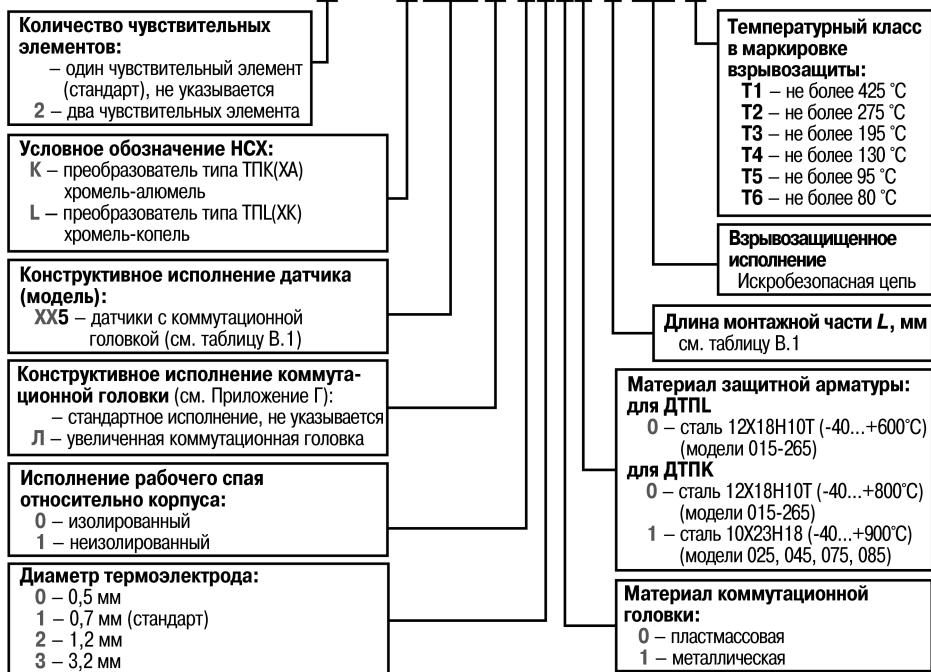 Количество чувствительных
элементов:
– один чувствительный элемент
(стандарт), не указывается
2 – два чувствительных элемента
Условное обозначение НСХ:
К – преобразователь типа ТПК(ХА)
хромель-алюмель
L – преобразователь типа ТПL(ХК)
хромель-копель
Конструктивное исполнение датчика
(модель):
ХХ5 – датчики с коммутационной
головкой (см. таблицу В.1)
Конструктивное исполнение коммута-
ционной головки (см. Приложение Г):
– стандартное исполнение, не указывается
Л – увеличенная коммутационная головка
Исполнение рабочего спая
относительно корпуса:
0 – изолированный
1 – неизолированный
Диаметр термоэлектрода:
0 – 0,5 мм
1 – 0,7 мм (стандарт)
2 – 1,2 мм
3 – 3,2 мм
Температурный класс
в маркировке
взрывозащиты:
Т1 – не более 425 °С
Т2 – не более 275 °С
Т3 – не более 195 °С
Т4 – не более 130 °С
Т5 – не более 95 °С
Т6 – не более 80 °С
Взрывозащищенное
исполнение
Искробезопасная цепь
Длина монтажной части L, мм
см. таблицу В.1
Материал защитной арматуры:
для ДТПL
0 – сталь 12Х18Н10Т (-40...+600°С)
(модели 015-265)
для ДТПК
0 – сталь 12Х18Н10Т (-40...+800°С)
(модели 015-265)
1 – сталь 10Х23Н18 (-40...+900°С)
(модели 025, 045, 075, 085)
Материал коммутационной
головки:
0 – пластмассовая
1 – металлическая